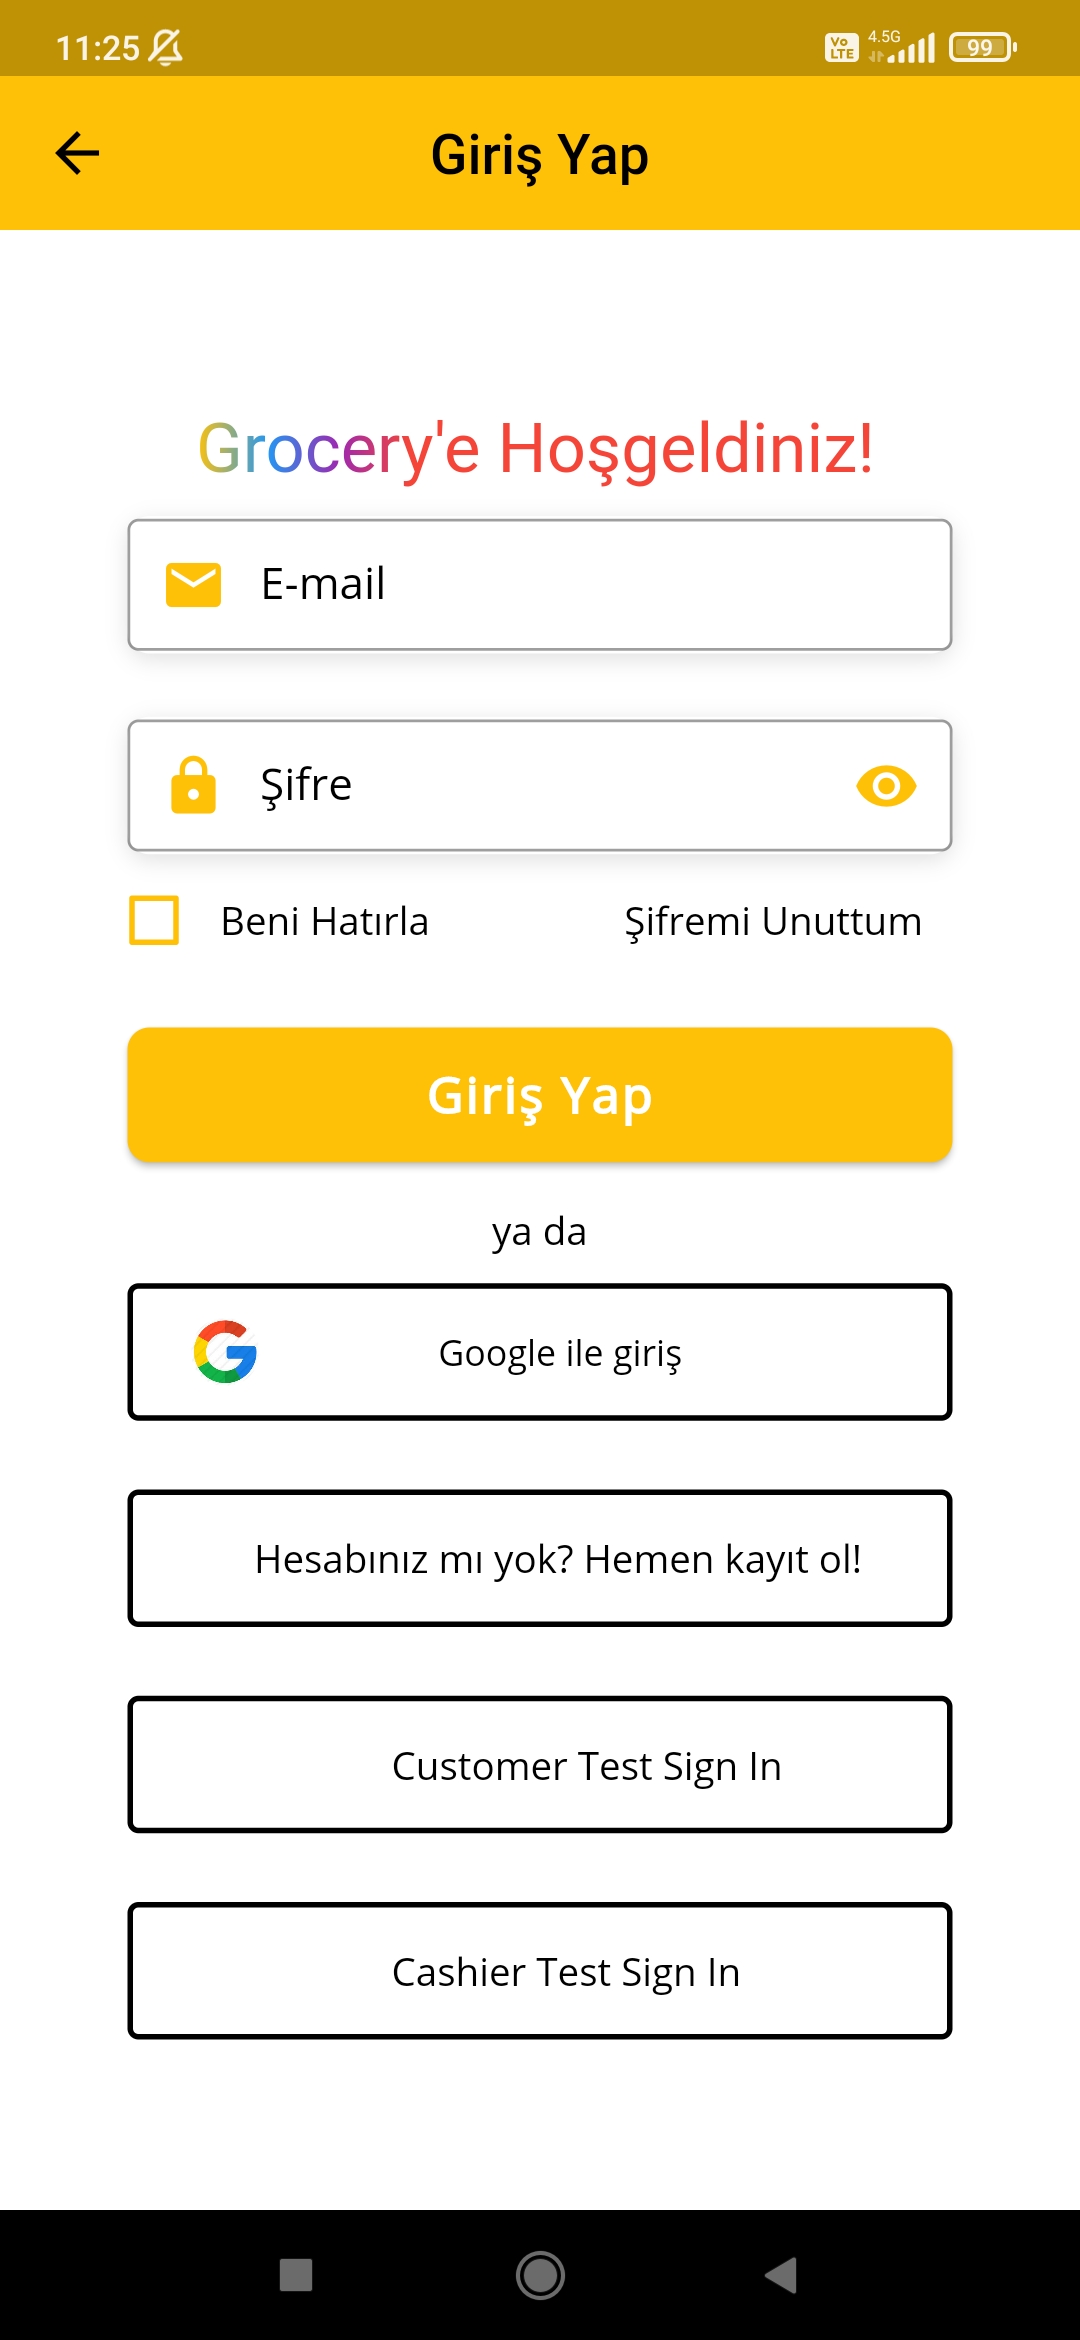 11:25 Vo LTE 4.5G 99
Giriş Yap
Grocery'e Hoşgeldiniz!
E-mail
Şifre
Beni Hatırla Şifremi Unuttum
Giriş Yap
ya da
Google ile giriş
Hesabınız mı yok? Hemen kayıt ol!
Customer Test Sign In
Cashier Test Sign In